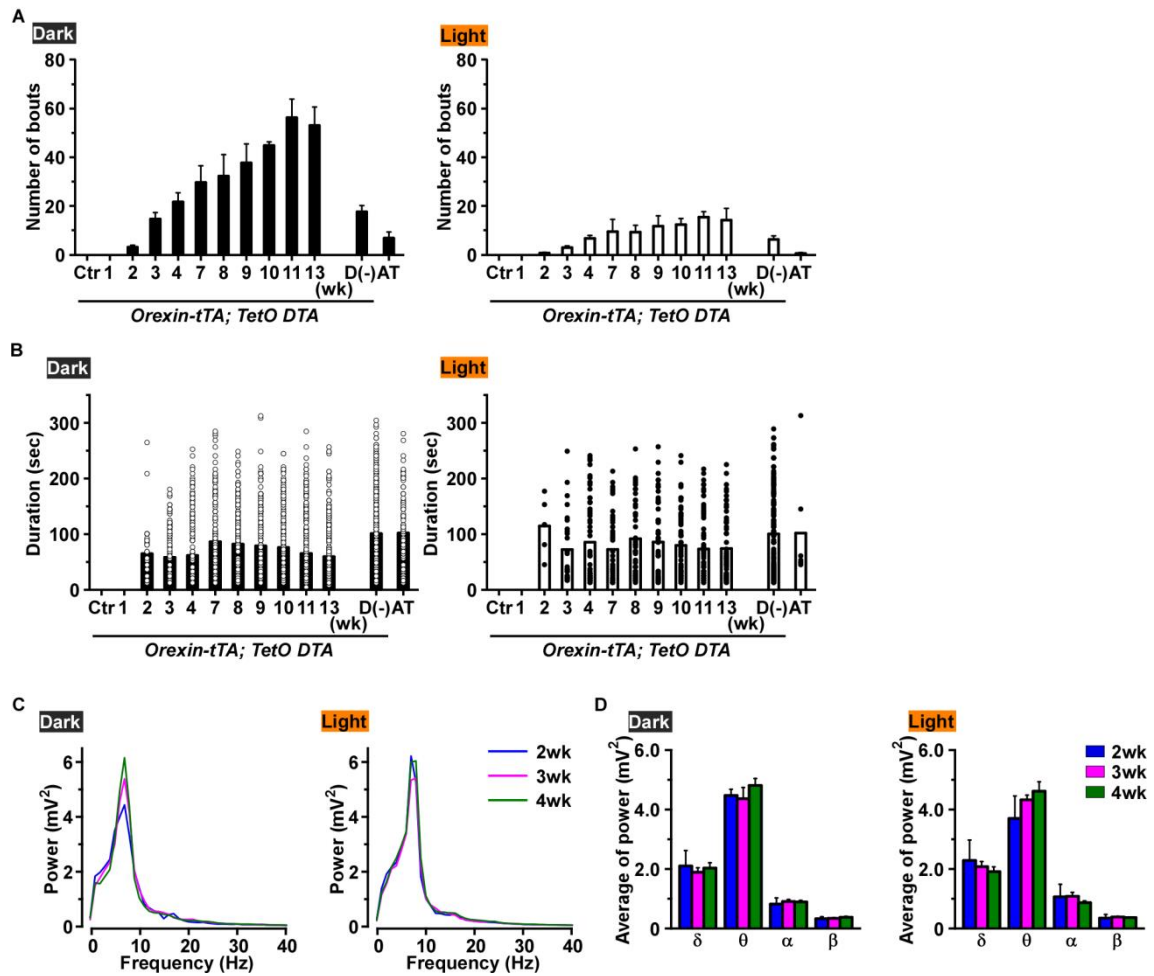 A
Dark
Number of bouts
80
60
40
20
0
Ctr 1 2 3 4 7 8 9 10 11 13 D(-) AT
(wk)
Orexin-tTA; TetO DTA
Light
Number of bouts
80
60
40
20
0
Ctr 1 2 3 4 7 8 9 10 11 13 D(-) AT
(wk)
Orexin-tTA; TetO DTA
B
Dark
Duration (sec)
300
200
100
0
Ctr 1 2 3 4 7 8 9 10 11 13 D(-) AT
(wk)
Orexin-tTA; TetO DTA
Light
Duration (sec)
300
200
100
0
Ctr 1 2 3 4 7 8 9 10 11 13 D(-) AT
(wk)
Orexin-tTA; TetO DTA
C
Dark
Power (mV²)
6
4
2
0
0 10 20 30 40
Frequency (Hz)
Light
Power (mV²)
6
4
2
0
0 10 20 30 40
Frequency (Hz)
2wk
3wk
4wk
D
Dark
Average of power (mV²)
6.0
4.0
2.0
0
δ θ α β
Light
Average of power (mV²)
6.0
4.0
2.0
0
δ θ α β
2wk
3wk
4wk